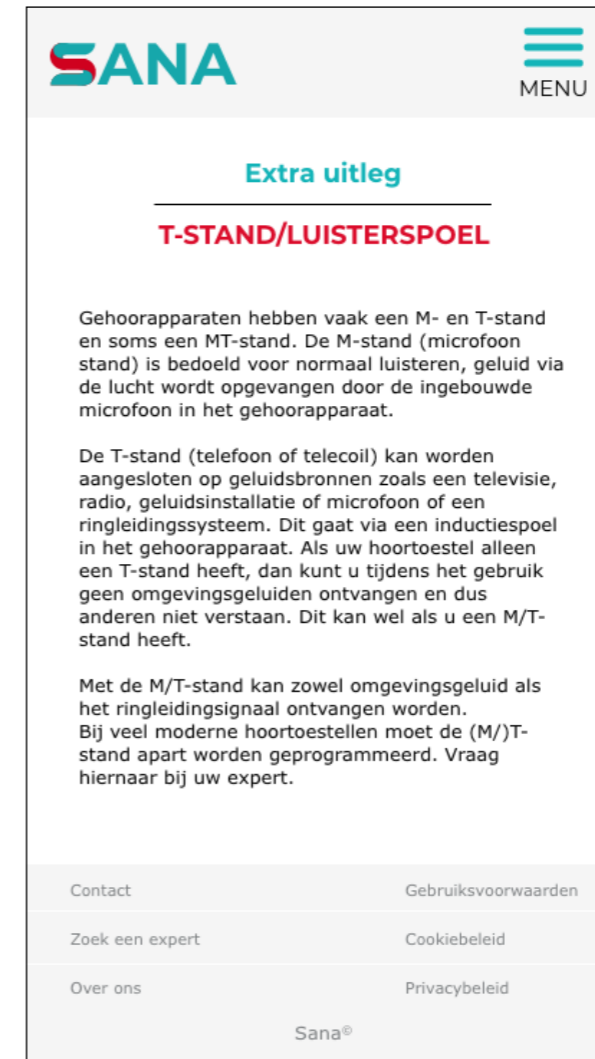 SANA
MENU
Extra uitleg
T-STAND/LUISTERSPOEL
Gehoorapparaten hebben vaak een M- en T-stand
en soms een MT-stand. De M-stand (microfoon
stand) is bedoeld voor normaal luisteren, geluid via
de lucht wordt opgevangen door de ingebouwde
microfoon in het gehoorapparaat.
De T-stand (telefoon of telecoil) kan worden
aangesloten op geluidsbronnen zoals een televisie,
radio, geluidsinstallatie of microfoon of een
ringleidingssysteem. Dit gaat via een inductiespoel
in het gehoorapparaat. Als uw hoortoestel alleen
een T-stand heeft, dan kunt u tijdens het gebruik
geen omgevingsgeluiden ontvangen en dus
anderen niet verstaan. Dit kan wel als u een M/T-
stand heeft.
Met de M/T-stand kan zowel omgevingsgeluid als
het ringleidingsignaal ontvangen worden.
Bij veel moderne hoortoestellen moet de (M/)T-
stand apart worden geprogrammeerd. Vraag
hiernaar bij uw expert.
Contact
Gebruiksvoorwaarden
Zoek een expert
Cookiebeleid
Over ons
Privacybeleid
Sana©